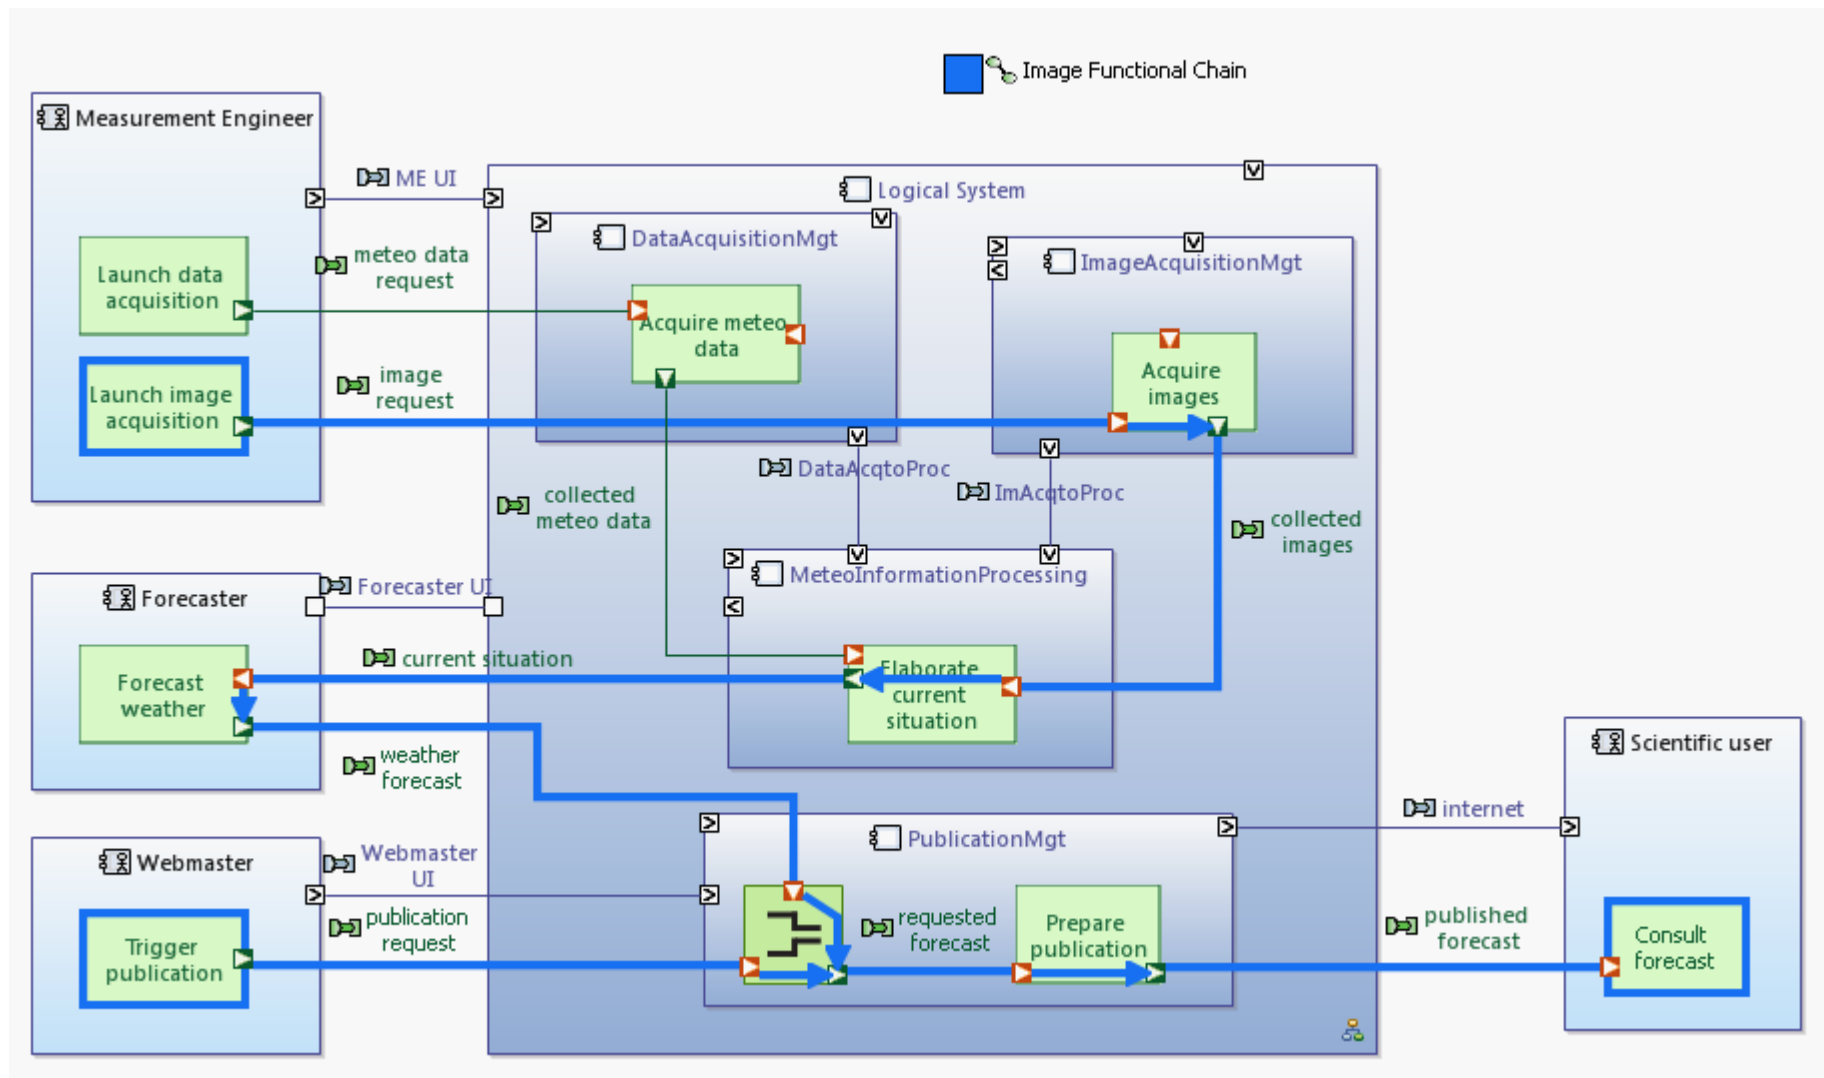 Image Functional Chain
Measurement Engineer
ME UI
Logical System
DataAcquisitionMgt
ImageAcquisitionMgt
Launch data
acquisition
meteo data
request
Acquire meteo
data
Launch image
acquisition
image
request
Acquire
images
DataAcqtoProc
ImAcqtoProc
collected
meteo data
collected
images
Forecaster
Forecaster UI
MeteoInformationProcessing
current situation
Forecast
weather
Elaborate
current
situation
weather
forecast
Scientific user
internet
Webmaster
Webmaster
UI
PublicationMgt
publication
request
requested
forecast
Prepare
publication
published
forecast
Trigger
publication
Consult
forecast